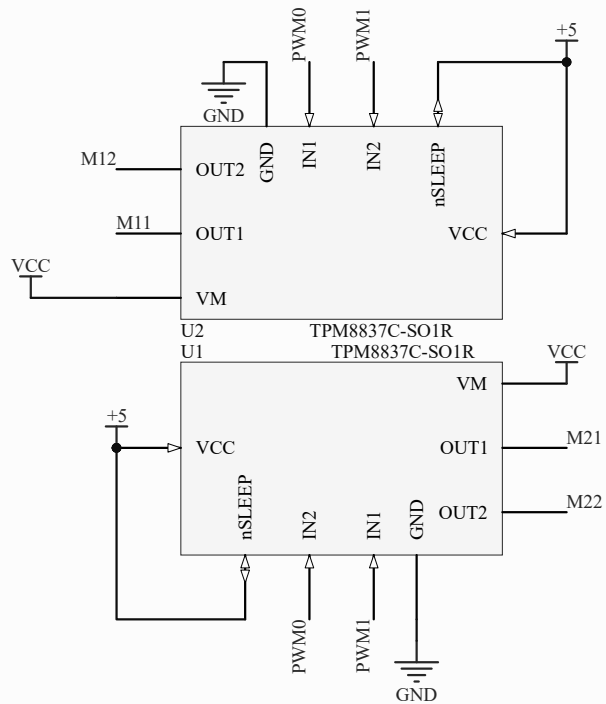 PWM0
PWM1
+5
GND
M12
OUT2
GND
IN1
IN2
nSLEEP
M11
OUT1
VCC
VCC
VM
U2
TPM8837C-SO1R
U1
TPM8837C-SO1R
VCC
VM
+5
VCC
OUT1
M21
nSLEEP
IN2
IN1
GND
OUT2
M22
PWM0
PWM1
GND